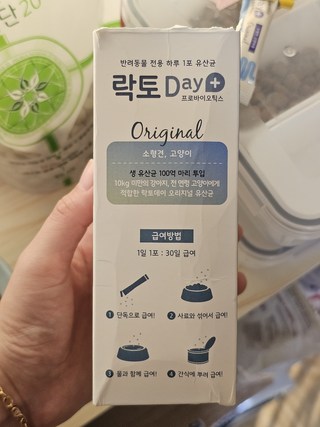 반려동물 전용 하루 1포 유산균
락토 Day+
프로바이오틱스
Original
소형견, 고양이
생 유산균 100억 마리 투입
10kg 미만의 강아지, 전 연령 고양이에게
적합한 락토데이 오리지널 유산균
급여방법
1일 1포 : 30일 급여
1 단독으로 급여!
2 사료와 섞어서 급여!
3 물과 함께 급여!
4 간식에 뿌려 급여!
단 20